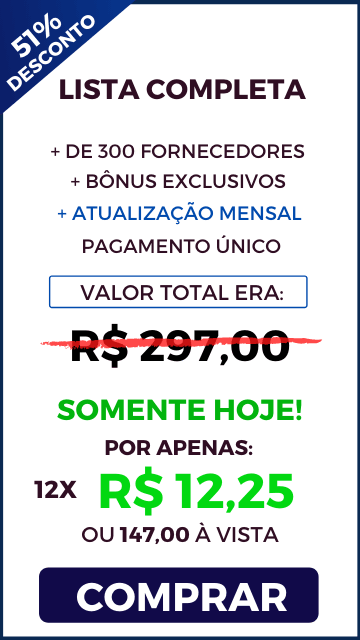 51%
DESCONTO
LISTA COMPLETA
+ DE 300 FORNECEDORES
+ BÔNUS EXCLUSIVOS
+ ATUALIZAÇÃO MENSAL
PAGAMENTO ÚNICO
VALOR TOTAL ERA:
R$ 297,00
SOMENTE HOJE!
POR APENAS:
12X R$ 12,25
OU 147,00 À VISTA
COMPRAR